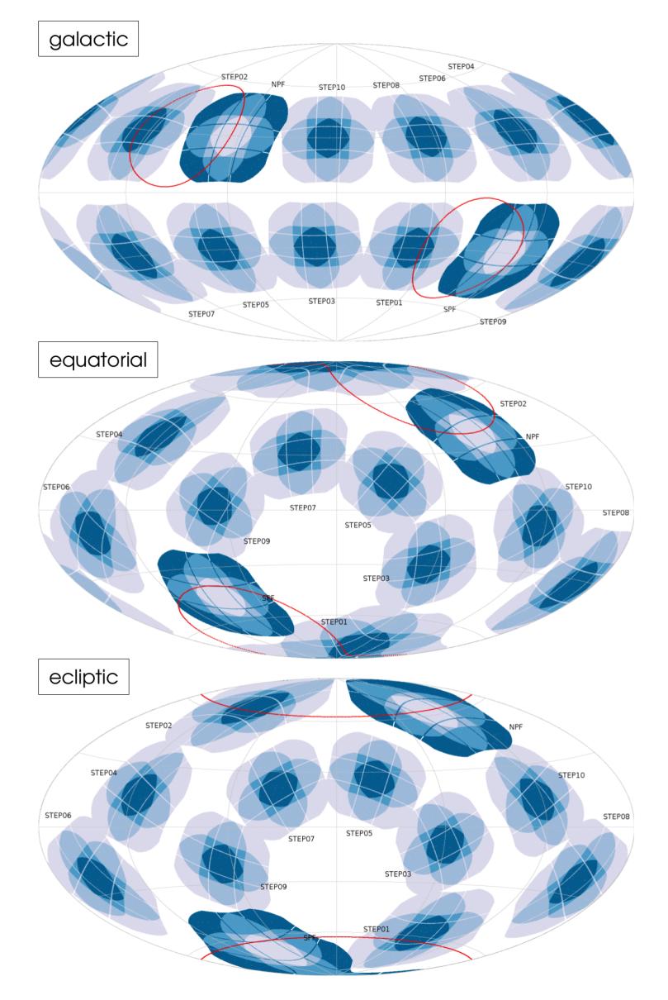 galactic
STEP04
STEP02
STEP06
NPF
STEP10
STEP08
STEP03
STEP01
STEP05
SPF
STEP07
STEP09
equatorial
STEP02
STEP04
NPF
STEP06
STEP10
STEP07
STEP08
STEP05
STEP09
STEP03
SPF
STEP01
ecliptic
STEP02
NPF
STEP04
STEP10
STEP06
STEP08
STEP05
STEP07
STEP03
STEP09
STEP01
SPF